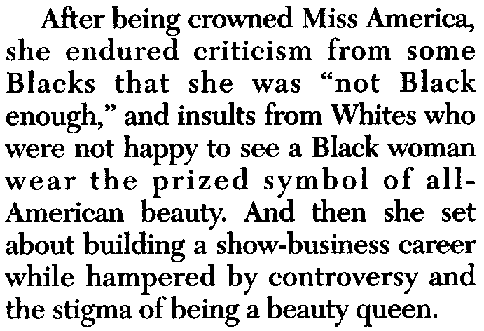 After being crowned Miss America,
she endured criticism from some
Blacks that she was “not Black
enough,” and insults from Whites who
were not happy to see a Black woman
wear the prized symbol of all-
American beauty. And then she set
about building a show-business career
while hampered by controversy and
the stigma of being a beauty queen.